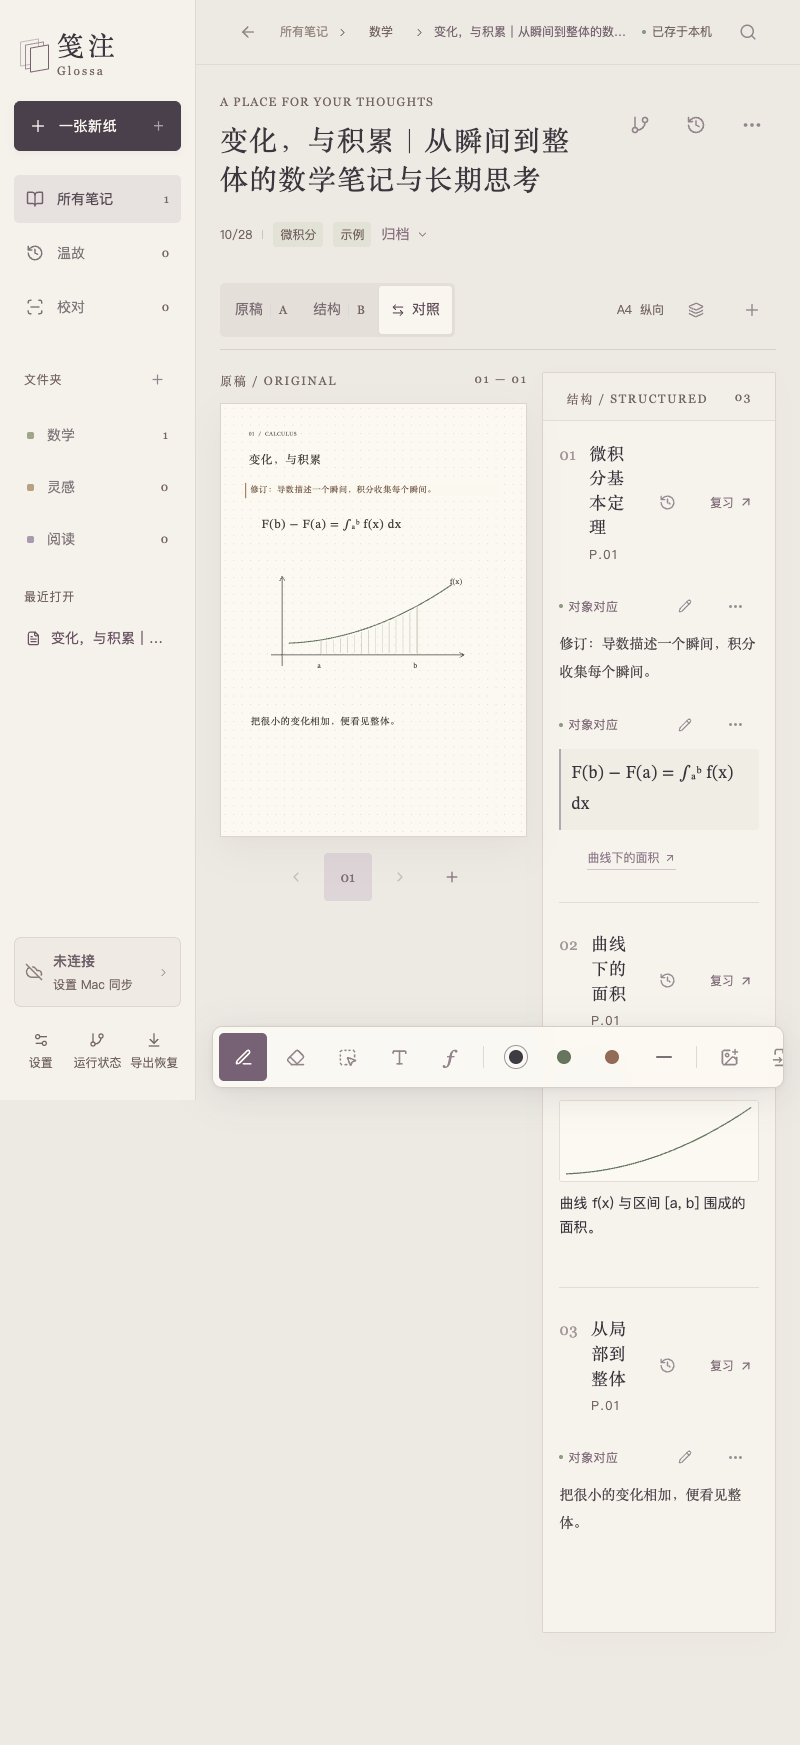 笺注
Glossa
一张新纸
所有笔记 1
温故 0
校对 0
文件夹
数学 1
灵感 0
阅读 0
最近打开
变化，与积累｜…
未连接
设置 Mac 同步
设置 运行状态 导出恢复
所有笔记 数学 变化，与积累｜从瞬间到整体的数… 已存于本机
A PLACE FOR YOUR THOUGHTS
变化，与积累｜从瞬间到整
体的数学笔记与长期思考
10/28 微积分 示例 归档
原稿 A 结构 B 对照
A4 纵向
原稿 / ORIGINAL 01 — 01
01 / CALCULUS
变化，与积累
修订：导数描述一个瞬间，积分收集每个瞬间。
F(b) − F(a) = ∫ₐᵇ f(x) dx
f(x)
a b
把很小的变化相加，便看见整体。
01
结构 / STRUCTURED 03
01 微积
分基
本定
理
复习
P.01
对象对应
修订：导数描述一个瞬间，积分
收集每个瞬间。
对象对应
F(b) − F(a) = ∫ₐᵇ f(x)
dx
曲线下的面积
02 曲线
下的
面积
复习
P.01
T f
曲线 f(x) 与区间 [a, b] 围成的
面积。
03 从局
部到
整体
复习
P.01
对象对应
把很小的变化相加，便看见整
体。